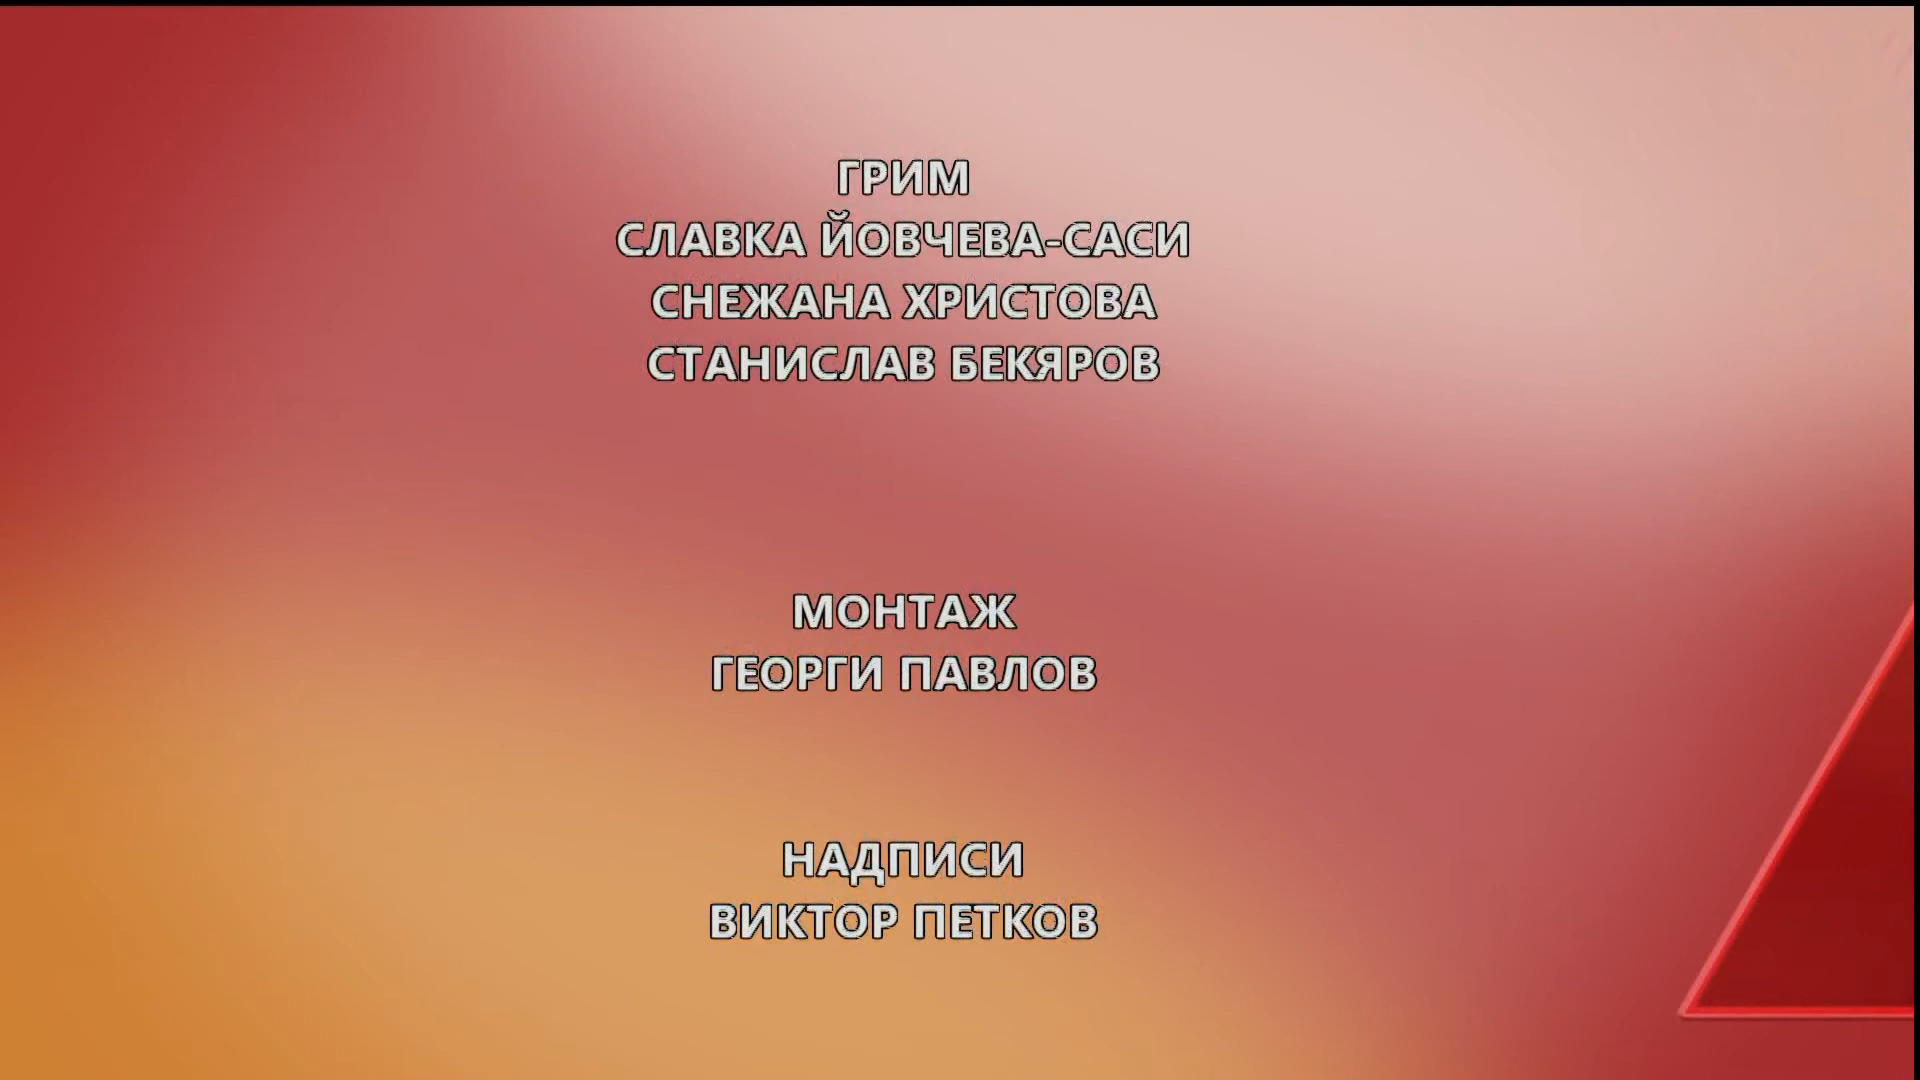 ГРИМ
СЛАВКА ЙОВЧЕВА-САСИ
СНЕЖАНА ХРИСТОВА
СТАНИСЛАВ БЕКЯРОВ
МОНТАЖ
ГЕОРГИ ПАВЛОВ
НАДПИСИ
ВИКТОР ПЕТКОВ